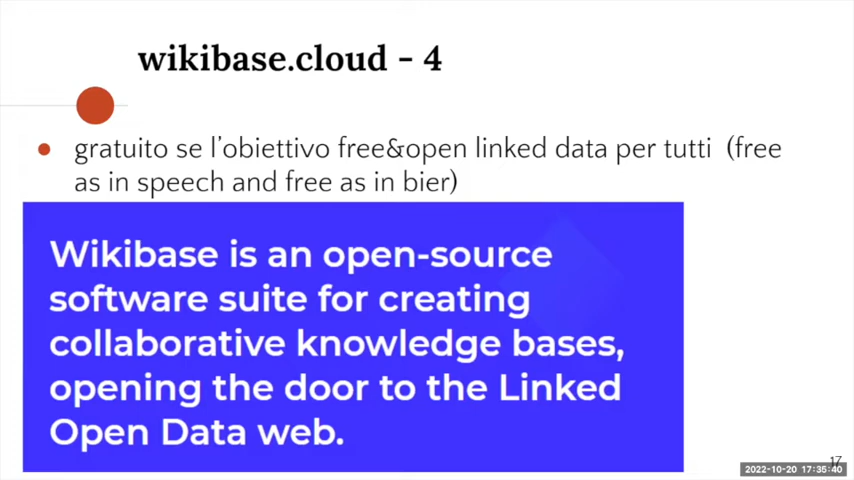 wikibase.cloud - 4
gratuito se l'obiettivo free&open linked data per tutti (free
as in speech and free as in bier)
Wikibase is an open-source
software suite for creating
collaborative knowledge bases,
opening the door to the Linked
Open Data web.
17
2022-10-20 17:35:40